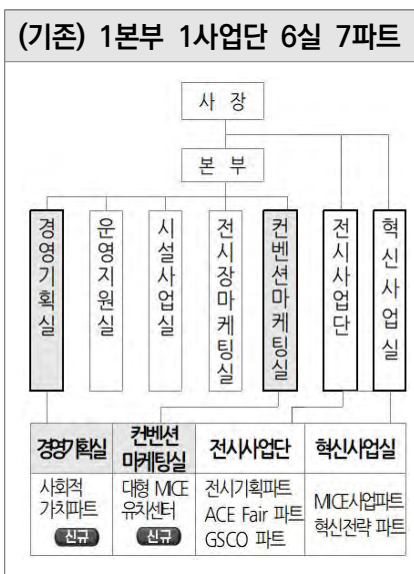 (기존) 1본부 1사업단 6실 7파트
사 장
본 부
경영기획실
운영지원실
시설사업실
전시장마케팅실
컨벤션마케팅실
전시사업단
혁신사업실
경영기획실
컨벤션
마케팅실
전시사업단
혁신사업실
사회적
가치파트
신규
대형 MICE
유치센터
신규
전시기획파트
ACE Fair 파트
GSCO 파트
MICE사업파트
혁신전략 파트